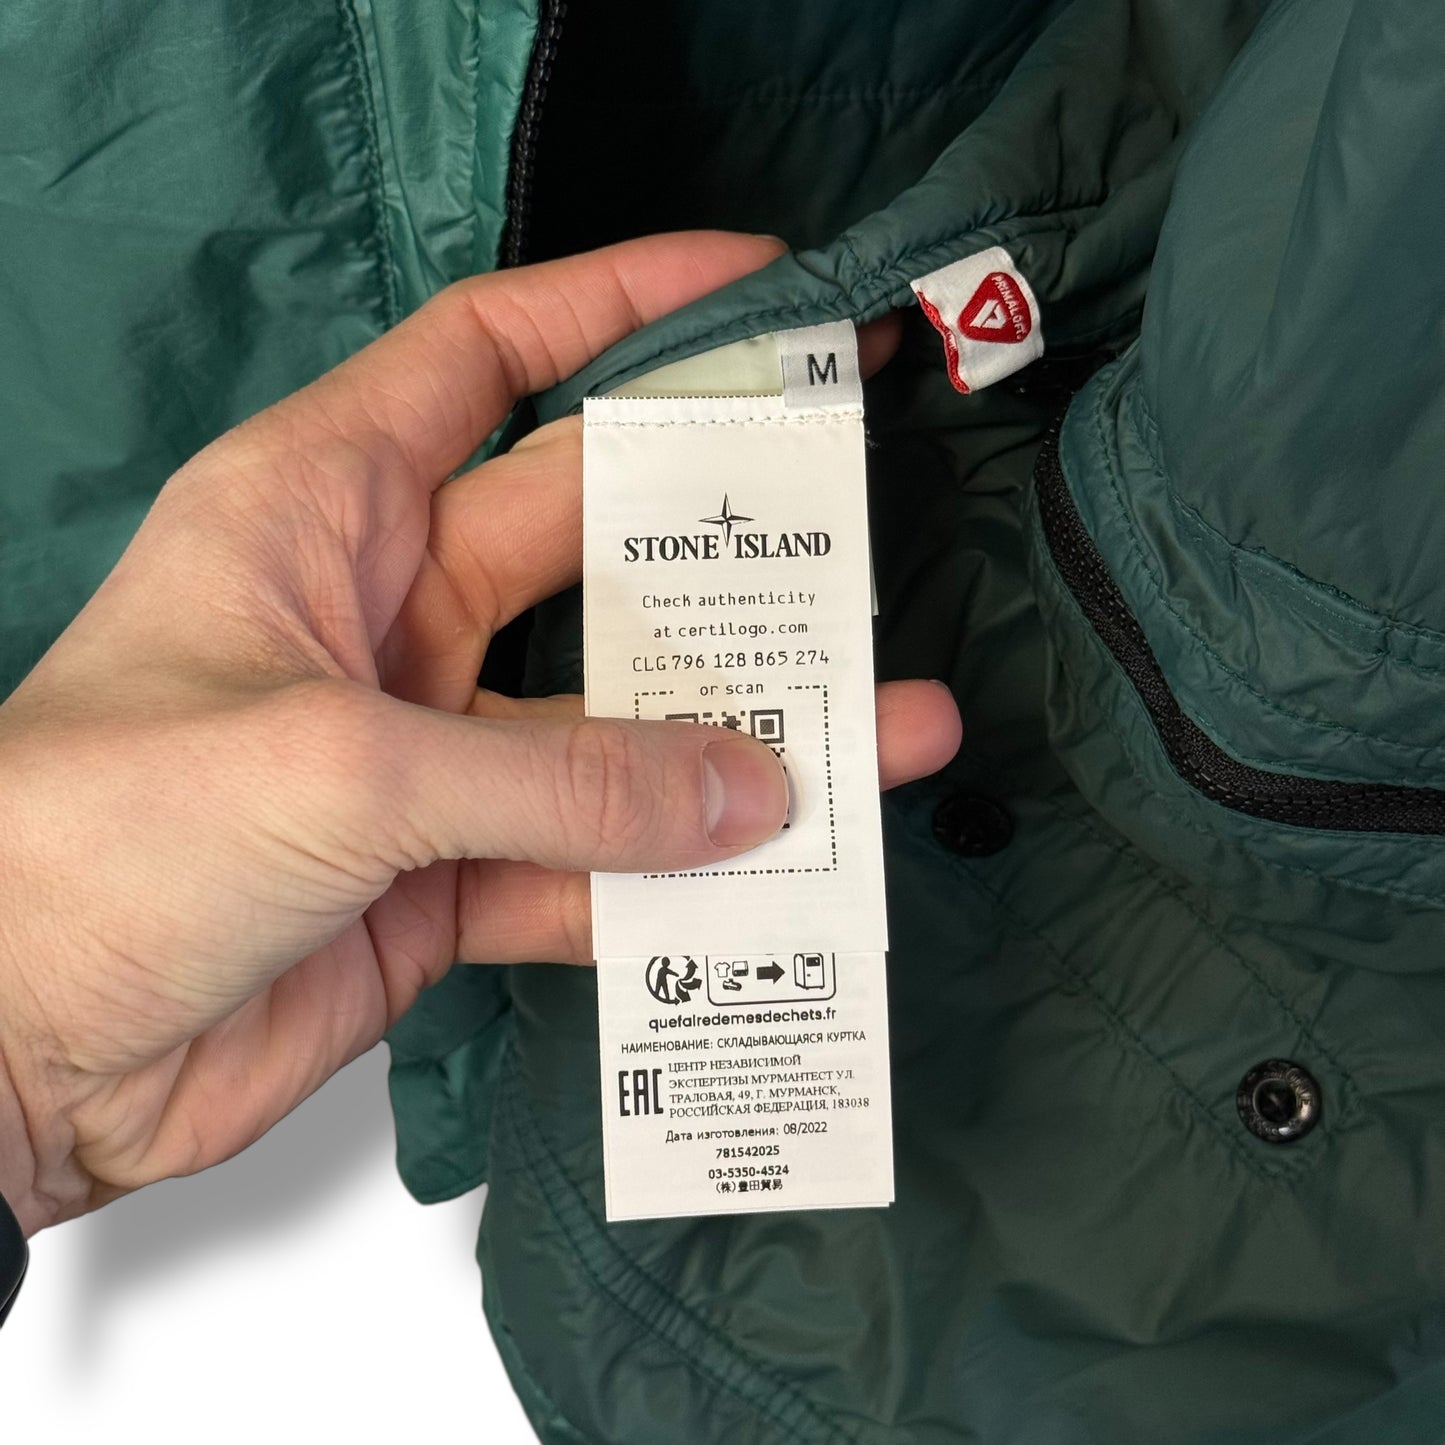 PRIMALOFT
M
STONE ISLAND
Check authenticity
at certilogo.com
CLG 796 128 865 274
or scan
quefairedemesdechets.fr
НАИМЕНОВАНИЕ: СКЛАДЫВАЮЩАЯСЯ КУРТКА
EAC
ЦЕНТР НЕЗАВИСИМОЙ
ЭКСПЕРТИЗЫ МУРМАНТЕСТ УЛ.
ТРАЛОВАЯ, 49, Г. МУРМАНСК,
РОССИЙСКАЯ ФЕДЕРАЦИЯ, 183038
Дата изготовления: 08/2022
781542025
03-5350-4524
(株)豊田貿易